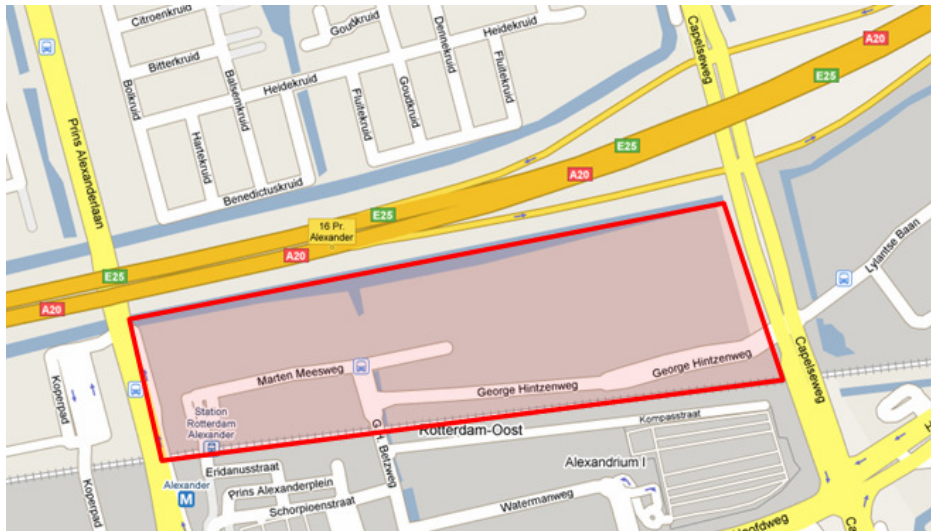 Citroenkruid
Bitterkruid
Bolkruid
Balsemkruid
Hartekruid
Heidekruid
Benedictuskruid
Goudkruid
Dennekruid
Heidekruid
Fluitekruid
Goudkruid
Fluitekruid
Capelseweg
A20
E25
E25
A20
E25
16 Pr.
Alexander
A20
E25
A20
Prins Alexanderlaan
Lylantse Baan
Koperpad
Koperpad
Marten Meesweg
George Hintzenweg
George Hintzenweg
Capelseweg
Station
Rotterdam
Alexander
G.H. Betzweg
Rotterdam-Oost
Kompasstraat
Eridanusstraat
Alexander
M
Prins Alexanderplein
Schorpioenstraat
Alexandrium I
Watermanweg